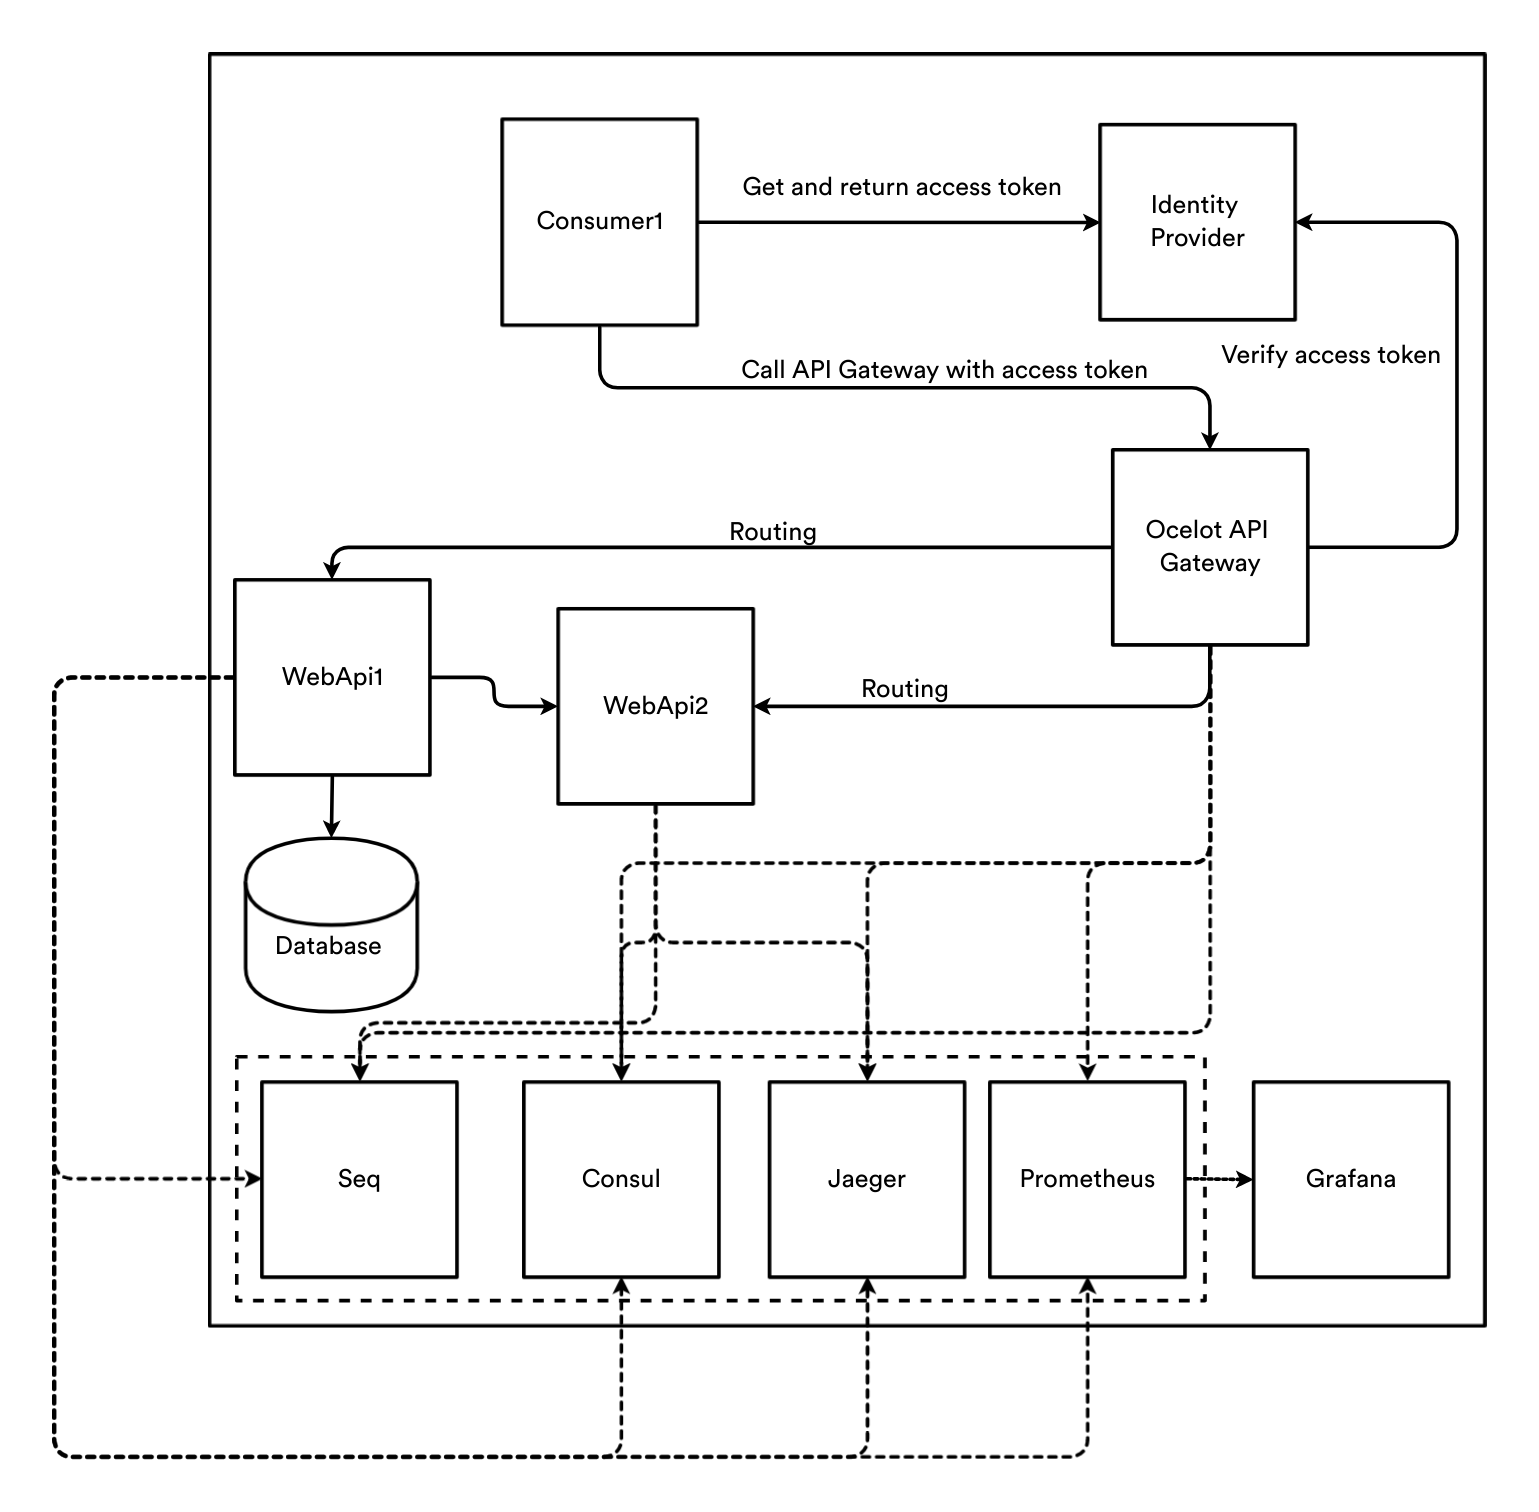 Consumer1
Get and return access token
Identity
Provider
Call API Gateway with access token
Verify access token
Ocelot API
Gateway
Routing
WebApi1
WebApi2
Routing
Database
Seq
Consul
Jaeger
Prometheus
Grafana